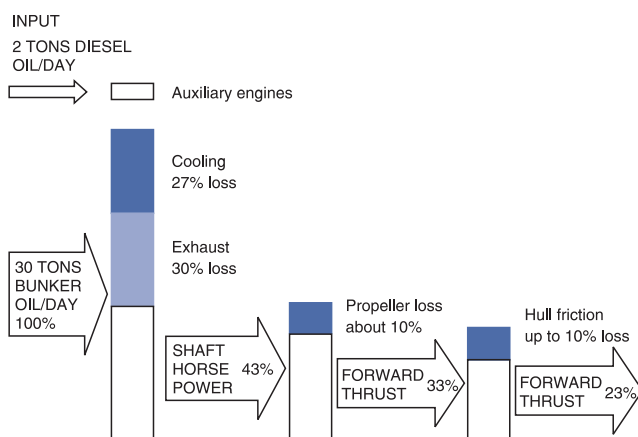 INPUT
2 TONS DIESEL
OIL/DAY
Auxiliary engines
Cooling
27% loss
Exhaust
30% loss
30 TONS
BUNKER
OIL/DAY
100%
SHAFT
HORSE 43%
POWER
Propeller loss
about 10%
FORWARD 33%
THRUST
Hull friction
up to 10% loss
FORWARD 23%
THRUST